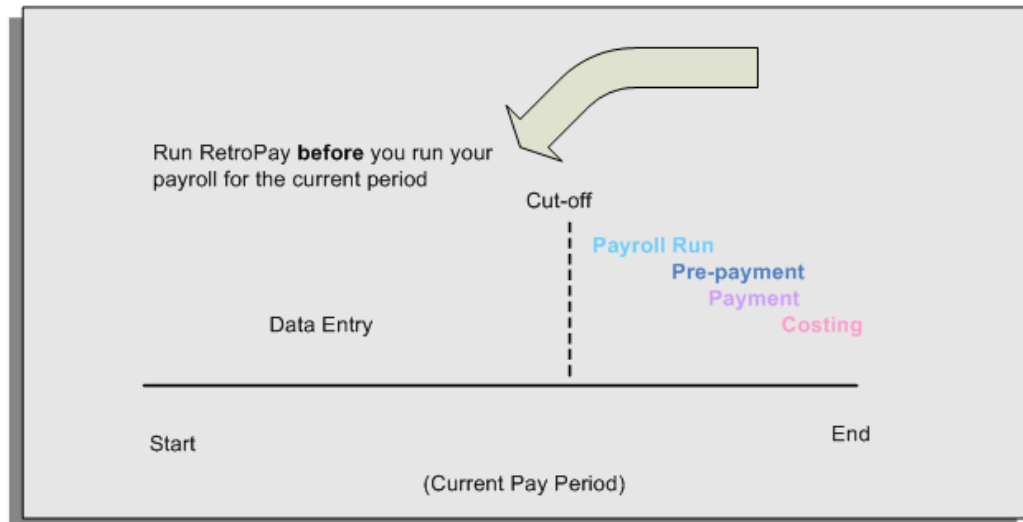 Run RetroPay before you run your
payroll for the current period
Cut-off
Payroll Run
Pre-payment
Payment
Data Entry
Costing
Start
End
(Current Pay Period)